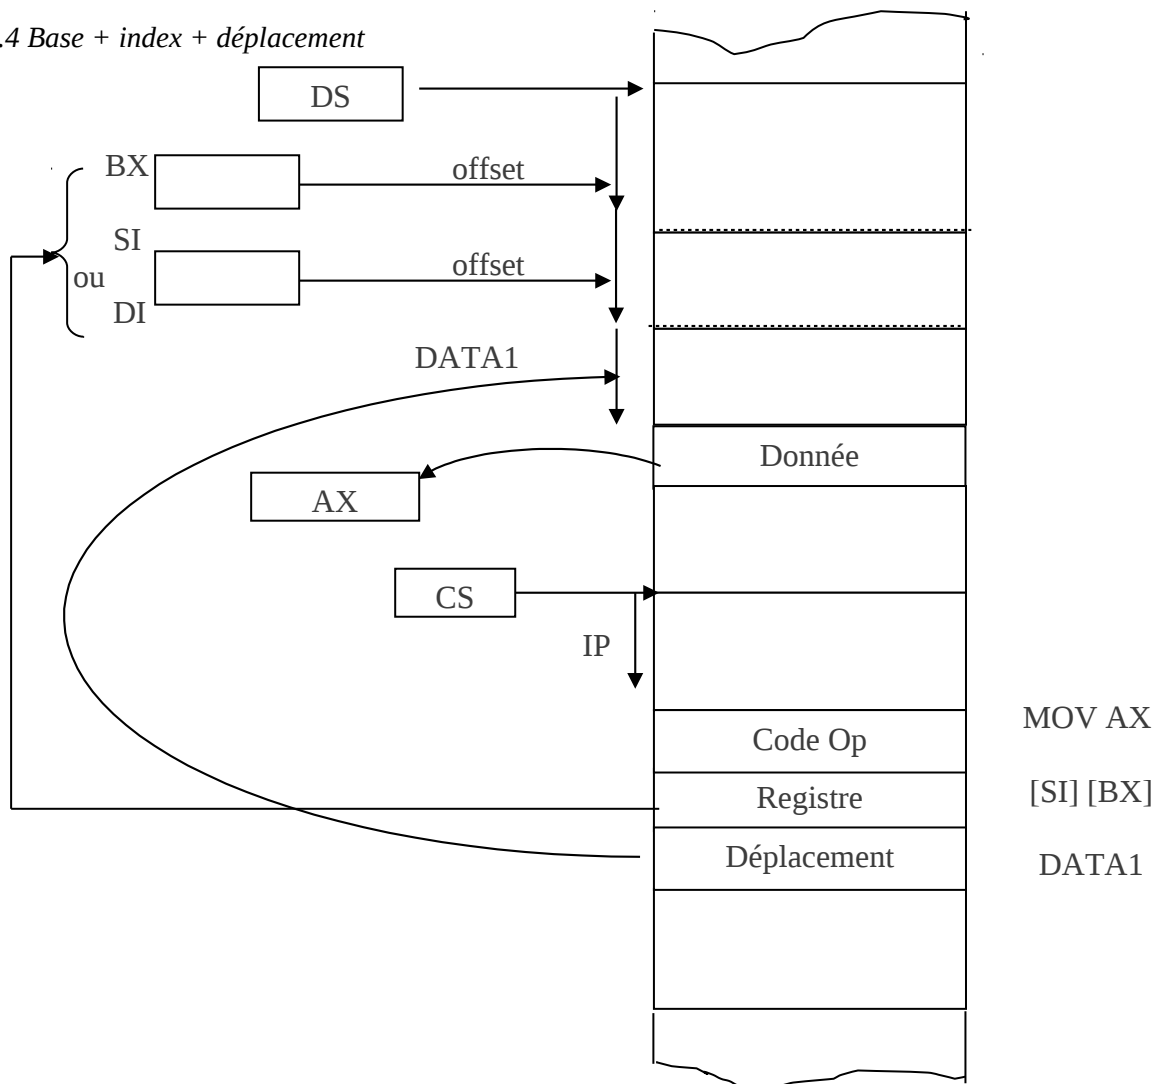 .4 Base + index + déplacement
DS
BX
offset
SI
ou
offset
DI
DATA1
Donnée
AX
CS
IP
MOV AX
Code Op
Registre
[SI] [BX]
Déplacement
DATA1